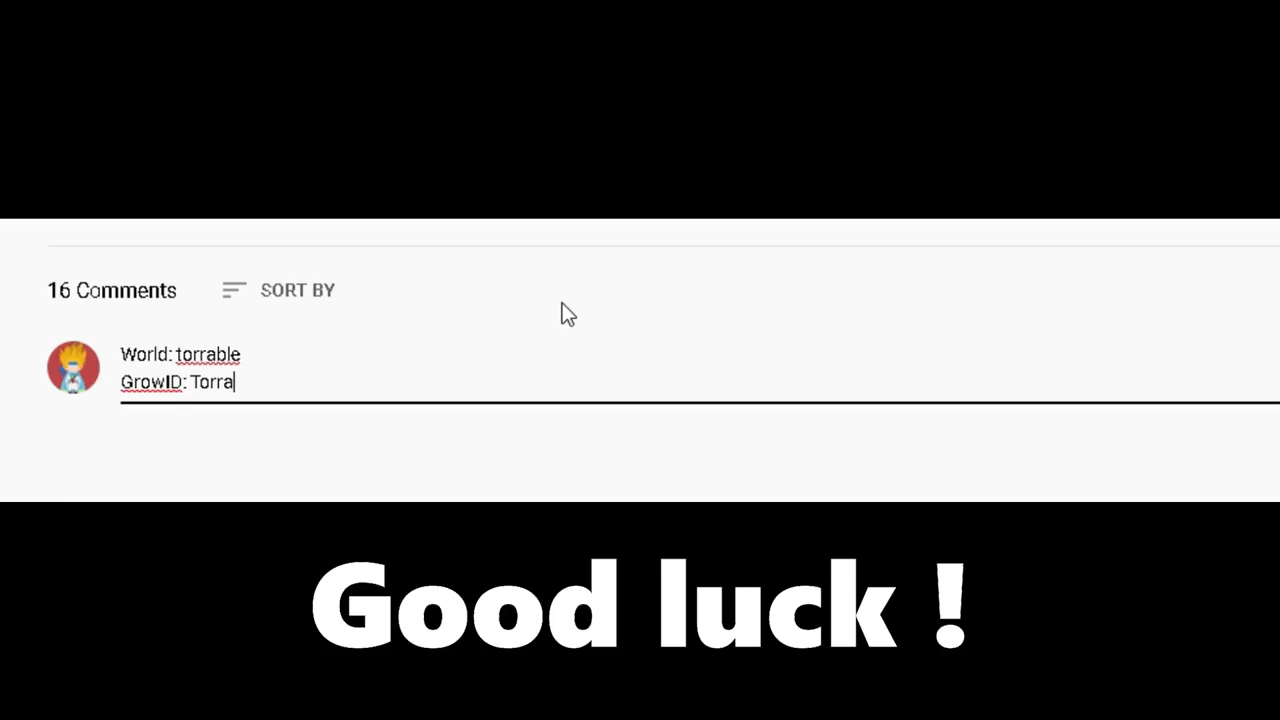 16 Comments
SORT BY
World: torrable
GrowID: Torra
Good luck !